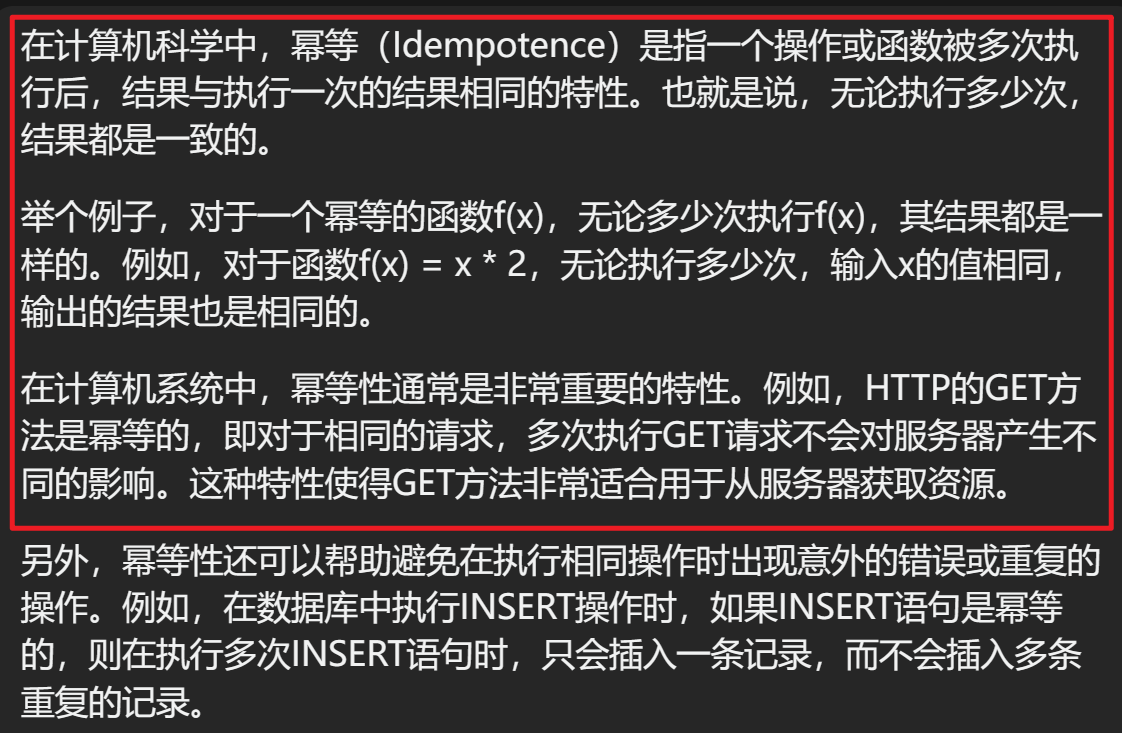 在计算机科学中，幂等（Idempotence）是指一个操作或函数被多次执
行后，结果与执行一次的结果相同的特性。也就是说，无论执行多少次，
结果都是一致的。
举个例子，对于一个幂等的函数f(x)，无论多少次执行f(x)，其结果都是一
样的。例如，对于函数f(x) = x * 2，无论执行多少次，输入x的值相同，
输出的结果也是相同的。
在计算机系统中，幂等性通常是非常重要的特性。例如，HTTP的GET方
法是幂等的，即对于相同的请求，多次执行GET请求不会对服务器产生不
同的影响。这种特性使得GET方法非常适合用于从服务器获取资源。
另外，幂等性还可以帮助避免在执行相同操作时出现意外的错误或重复的
操作。例如，在数据库中执行INSERT操作时，如果INSERT语句是幂等
的，则在执行多次INSERT语句时，只会插入一条记录，而不会插入多条
重复的记录。